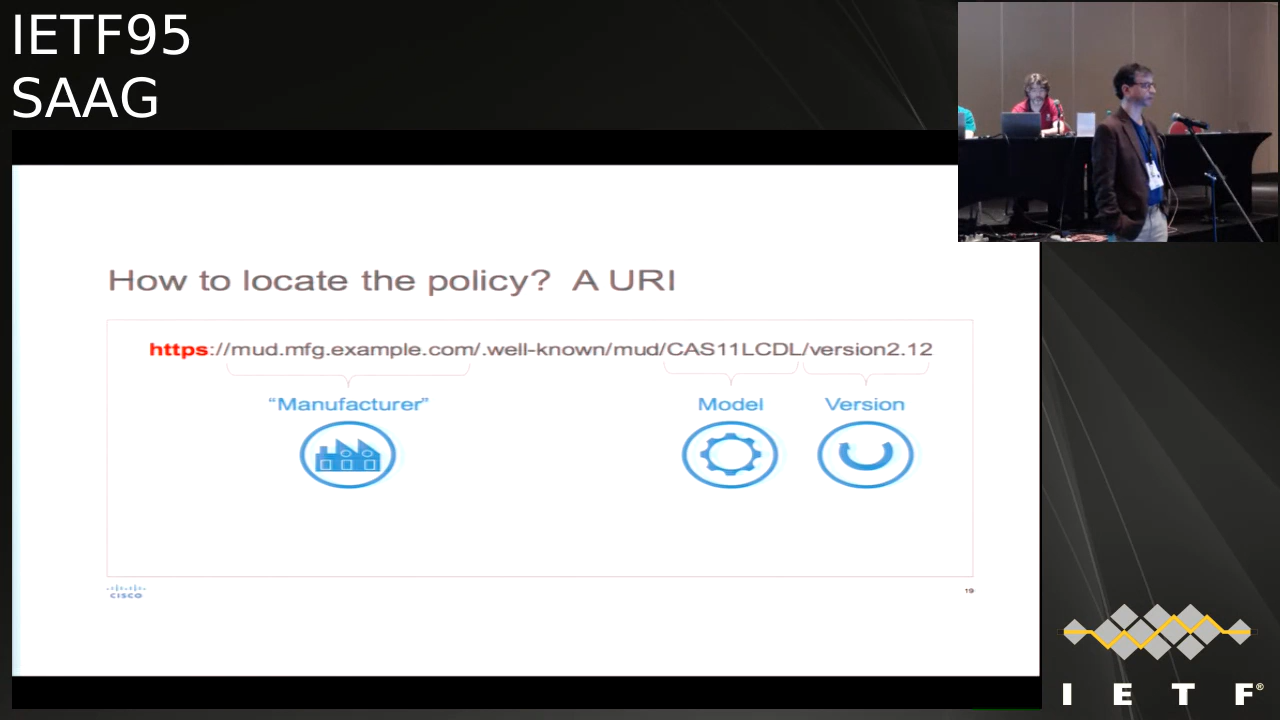 IETF95
SAAG
How to locate the policy?  A URI
https://mud.mfg.example.com/.well-known/mud/CAS11LCDL/version2.12
“Manufacturer”
Model
Version
CISCO
19
I E T F®